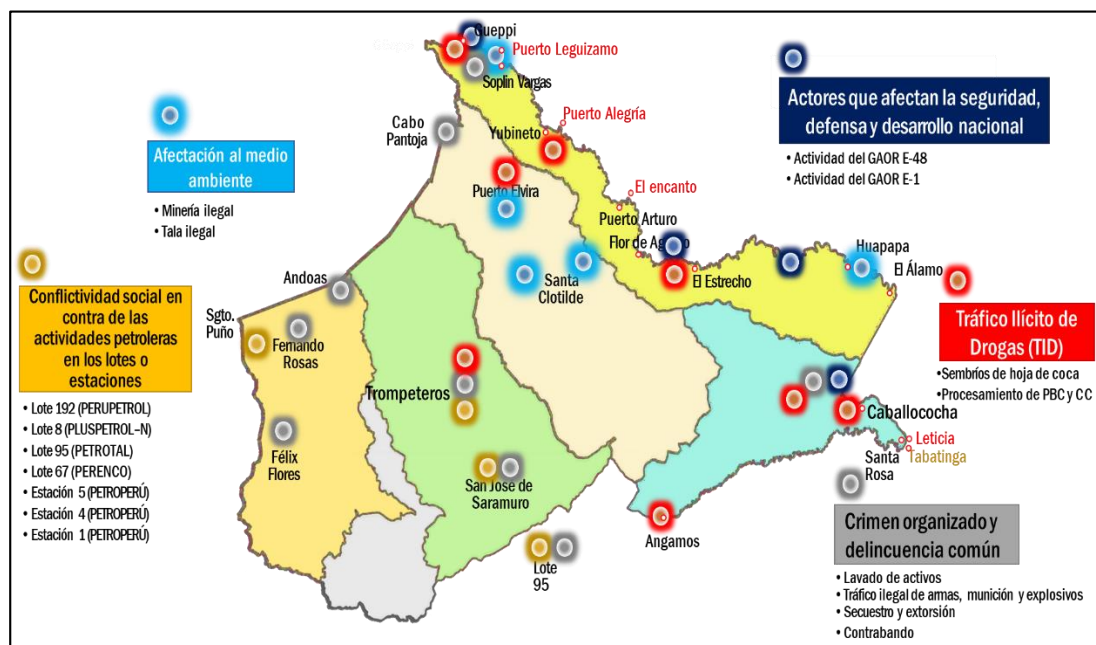 Gueppi
Puerto Leguizamo
Soplin Vargas
Actores que afectan la seguridad,
defensa y desarrollo nacional
• Actividad del GAOR E-48
• Actividad del GAOR E-1
Cabo
Pantoja
Puerto Alegría
Yubineto
Afectación al medio
ambiente
• Minería ilegal
• Tala ilegal
Puerto Elvira
El encanto
Puerto Arturo
Flor de Agosto
Huapapa
El Álamo
El Estrecho
Santa
Clotilde
Andoas
Sgto.
Puño
Fernando
Rosas
Conflictividad social en
contra de las
actividades petroleras
en los lotes o
estaciones
• Lote 192 (PERUPETROL)
• Lote 8 (PLUSPETROL-N)
• Lote 95 (PETROTAL)
• Lote 67 (PERENCO)
• Estación 5 (PETROPERÚ)
• Estación 4 (PETROPERÚ)
• Estación 1 (PETROPERÚ)
Tráfico Ilícito de
Drogas (TID)
•Sembríos de hoja de coca
•Procesamiento de PBC y CC
Trompeteros
Caballococha
Leticia
Tabatinga
Santa
Rosa
Félix
Flores
San José de
Saramuro
Angamos
Lote
95
Crimen organizado y
delincuencia común
• Lavado de activos
• Tráfico ilegal de armas, munición y explosivos
• Secuestro y extorsión
• Contrabando